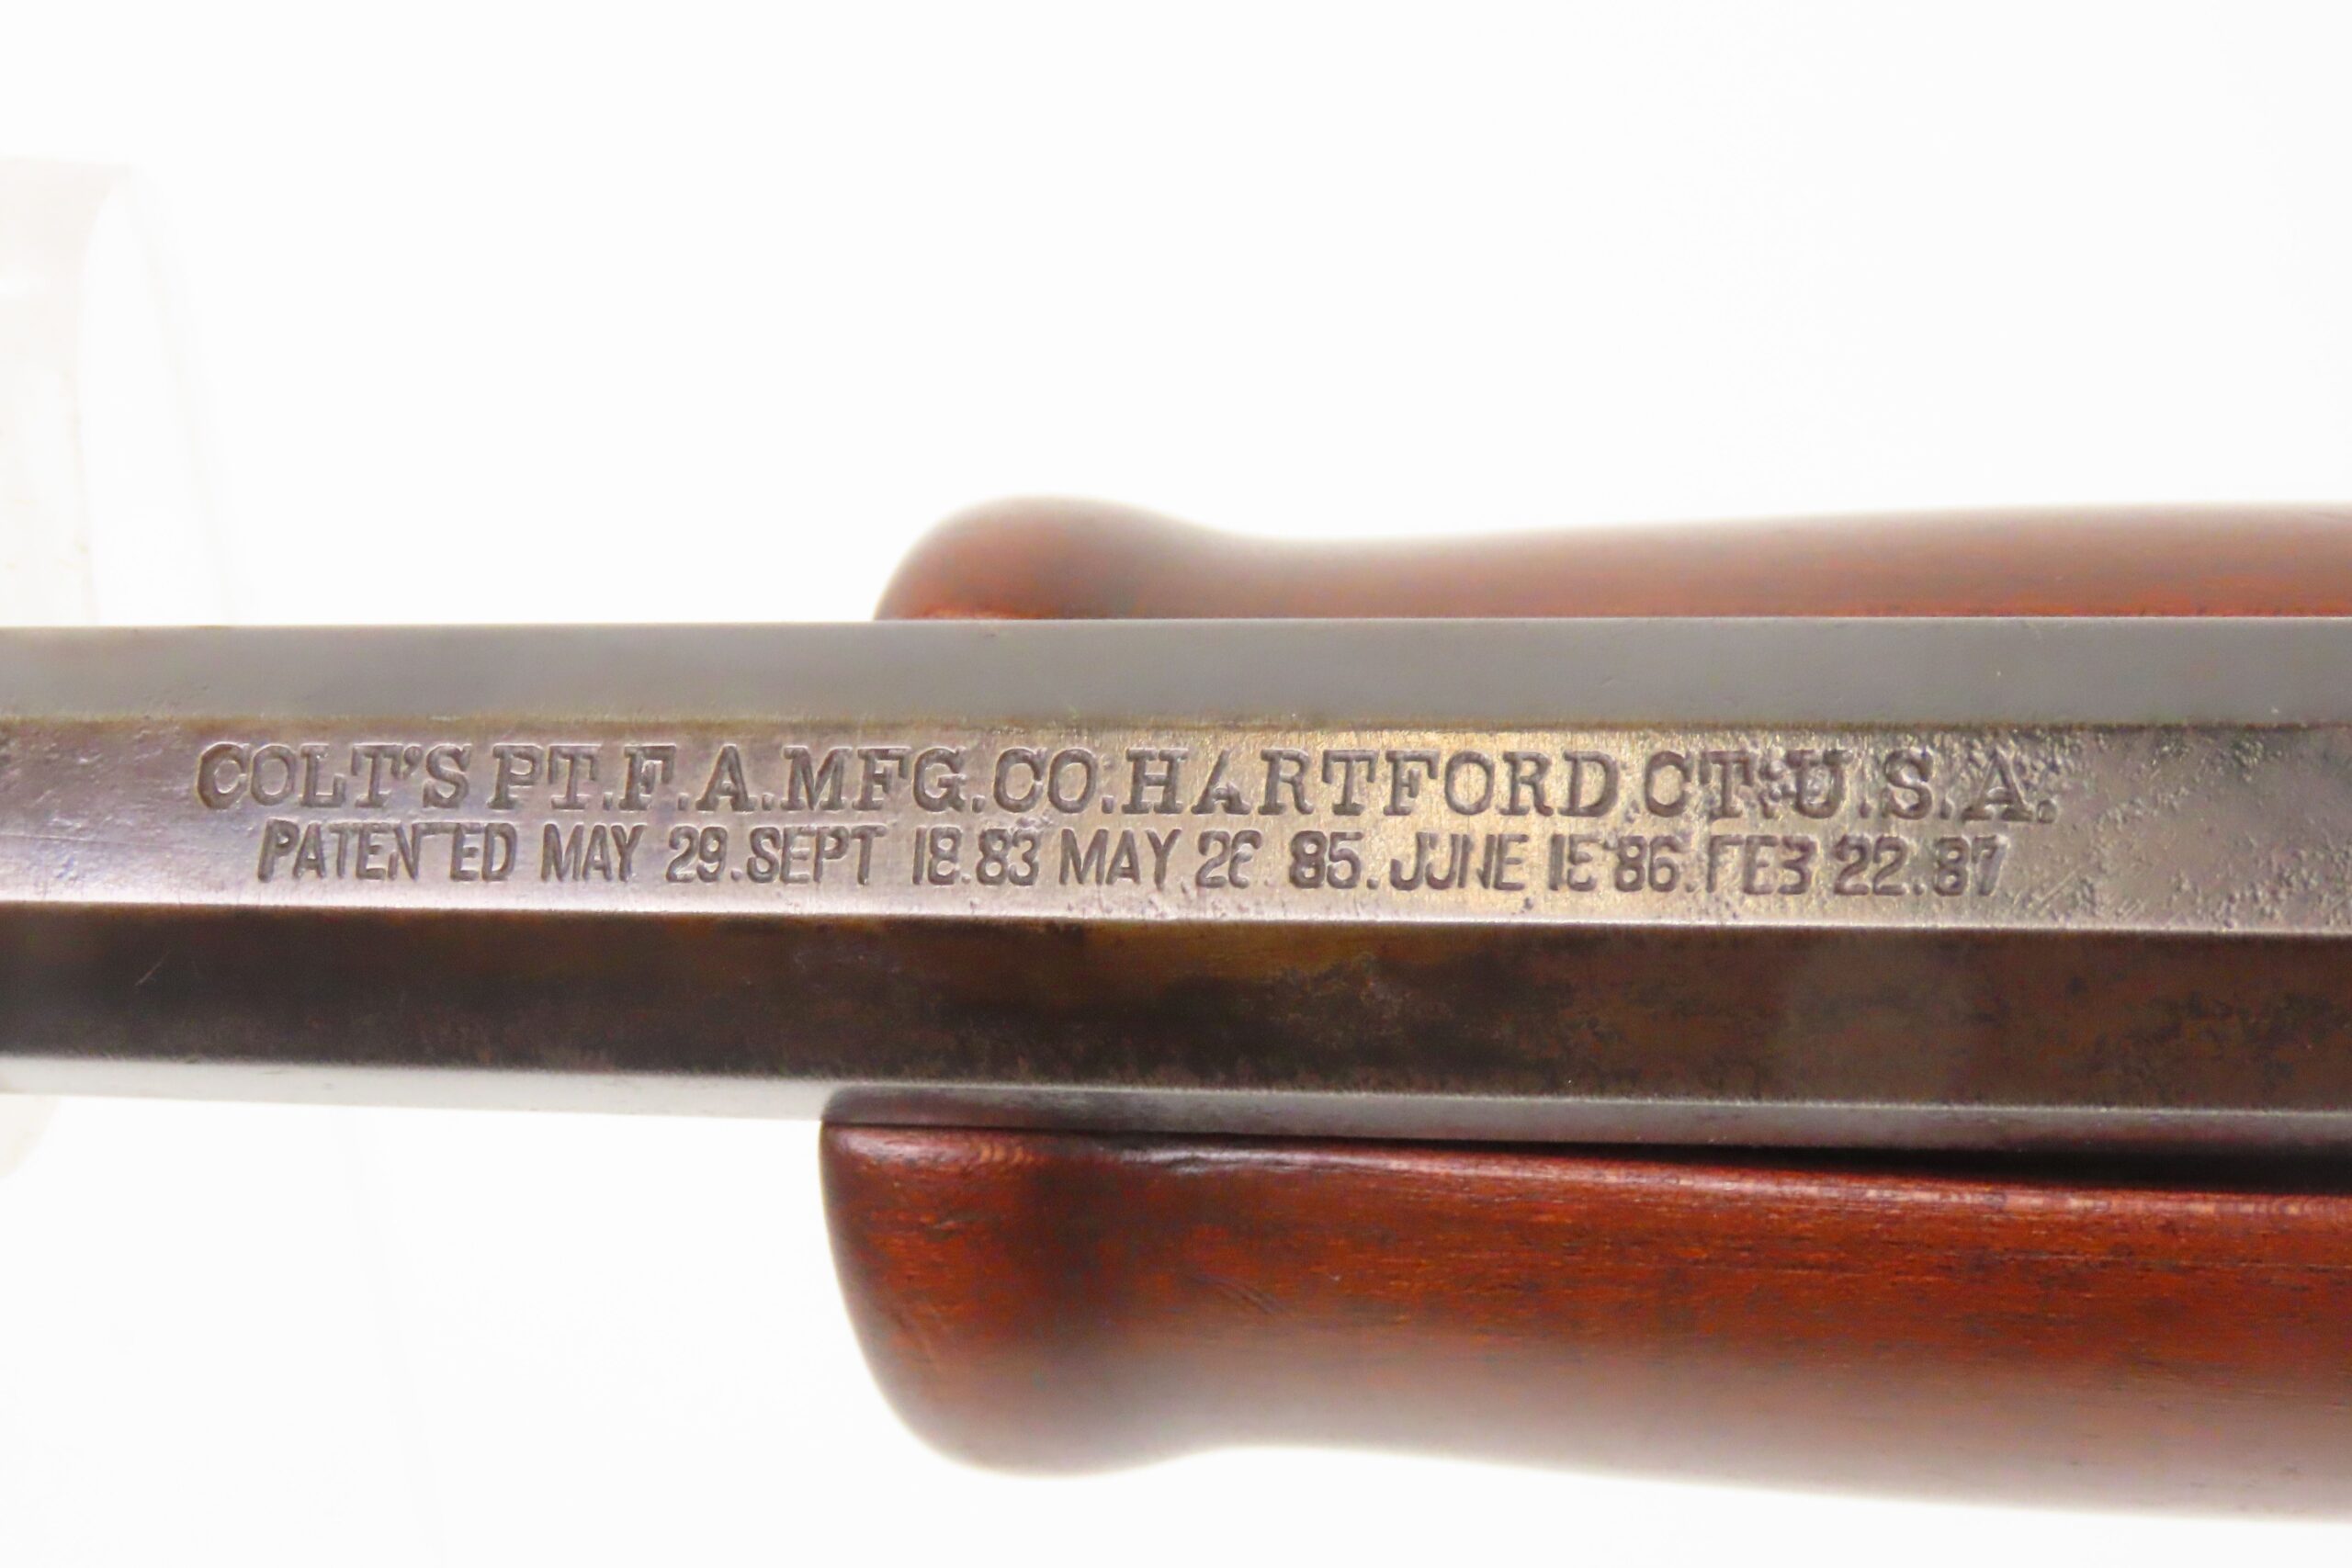 COLT'S PT.F.A.MFG.CO.HARTFORD.CT.U.S.A.
PATENTED MAY 29.SEPT 18.83 MAY 26. 85.JUNE 15 86.FEB 22.87